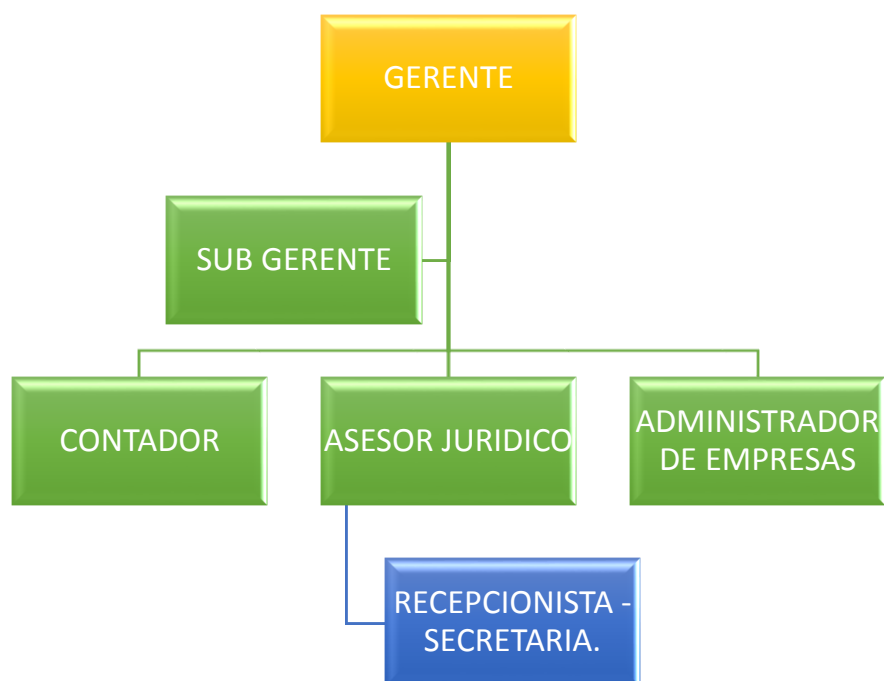 GERENTE
SUB GERENTE
CONTADOR
ASESOR JURIDICO
ADMINISTRADOR
DE EMPRESAS
RECEPCIONISTA -
SECRETARIA.